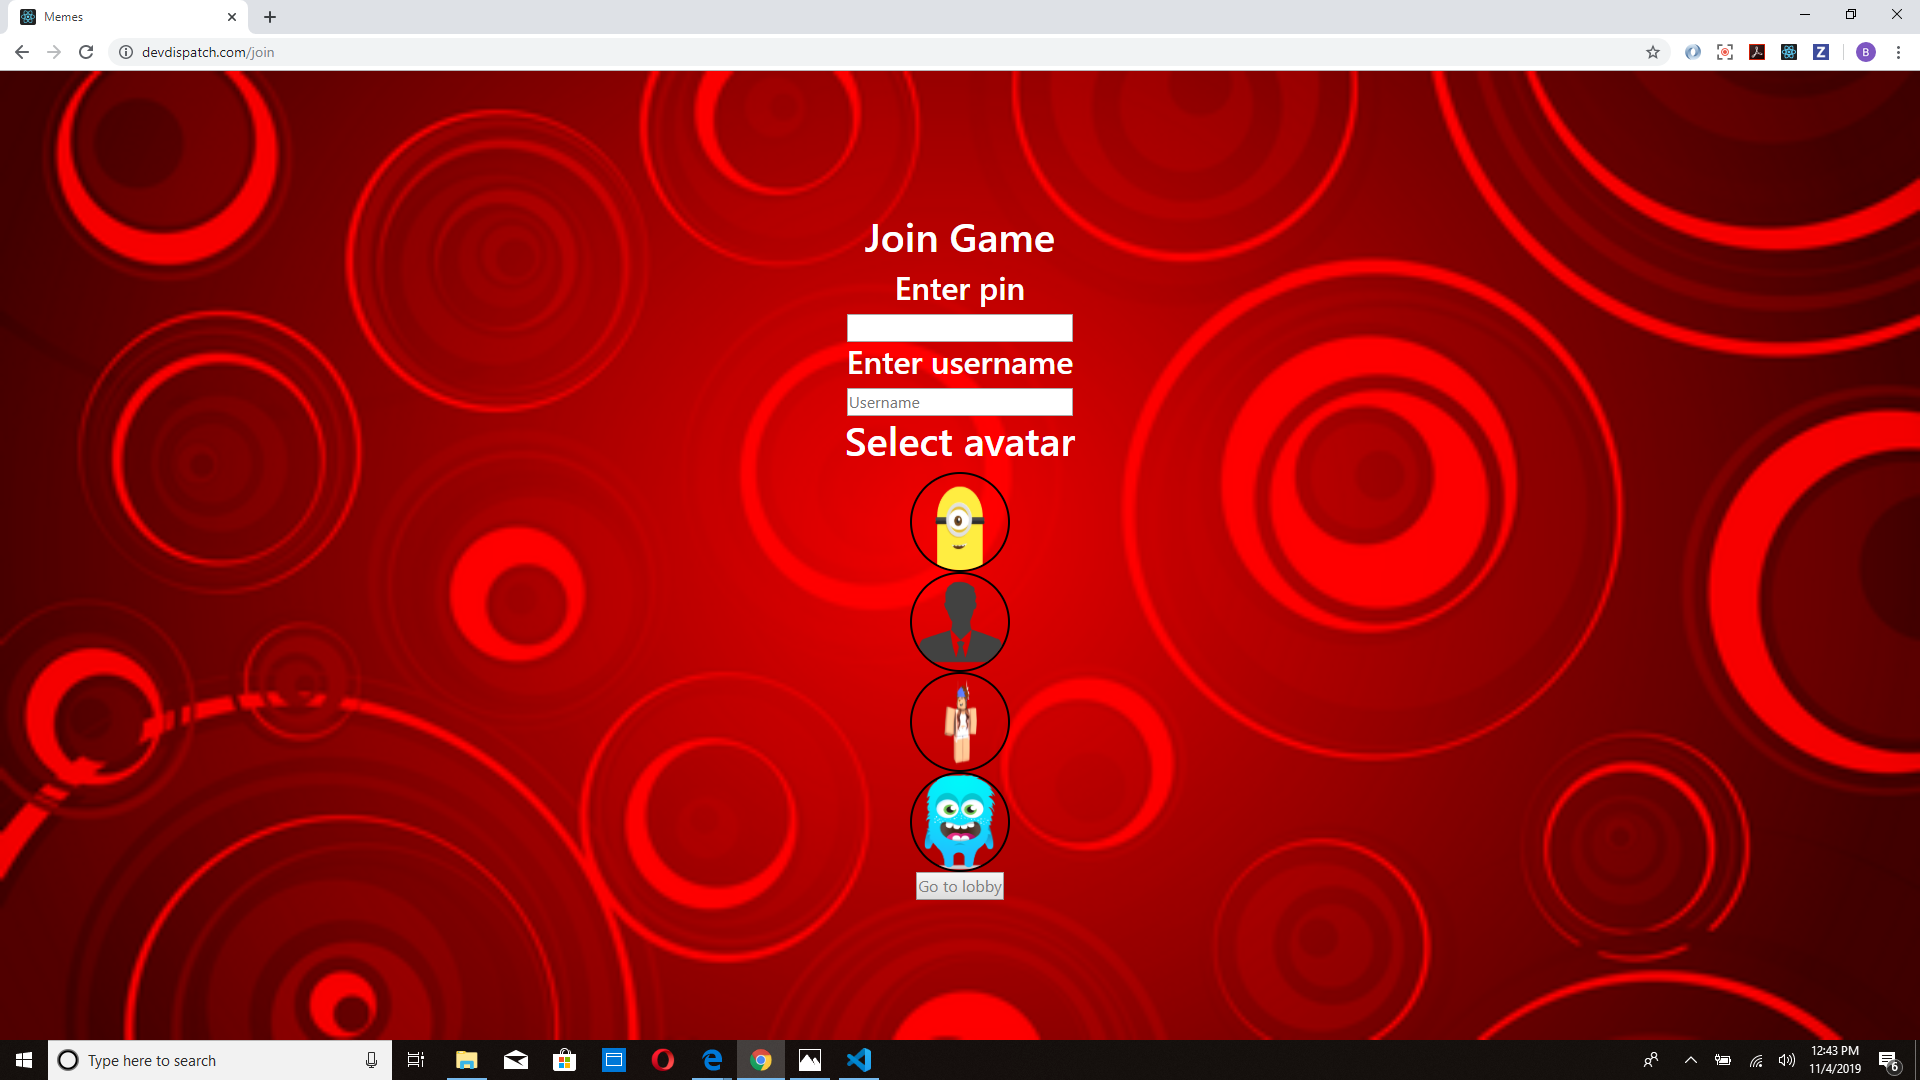 Memes
devdispatch.com/join
B
Z
Join Game
Enter pin
Enter username
Username
Select avatar
Go to lobby
Type here to search
12:43 PM
11/4/2019
6